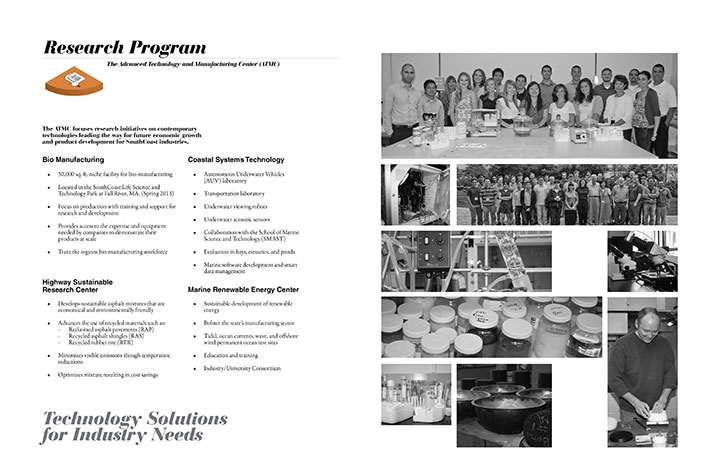 Research Program
The Advanced Technology and Manufacturing Center (ATMC)
The ATMC focuses research initiatives on contemporary
technologies leading the way for future economic growth
and product development for SouthCoast industries.
Bio Manufacturing
• 30,000 sq. ft. niche facility for bio-manufacturing
• Located in the SouthCoast Life Science and
Technology Park at Fall River, MA. (Spring 2013)
• Focus on production with training and support for
research and development
• Provides access to the expertise and equipment
needed by companies to demonstrate their
products at scale
• Train the regions bio-manufacturing workforce
Highway Sustainable
Research Center
• Develops sustainable asphalt mixtures that are
economical and environmentally friendly
• Advances the use of recycled materials such as:
- Reclaimed asphalt pavements (RAP)
- Recycled asphalt shingles (RAS)
- Recycled rubber tire (RTR)
• Minimizes visible emissions though temperature
reductions
• Optimizes mixture resulting in cost savings
Coastal Systems Technology
• Autonomous Underwater Vehicles
(AUV) laboratory
• Transportation laboratory
• Underwater viewing robots
• Underwater acoustic sensors
• Collaboration with the School of Marine
Science and Technology (SMAST)
• Evaluation in bays, estuaries, and ponds
• Marine software development and smart
data management
Marine Renewable Energy Center
• Sustainable development of renewable
energy
• Bolster the state's manufacturing sector
• Tidal, ocean currents, wave, and offshore
wind permanent ocean test sites
• Education and training
• Industry/University Consortium
Technology Solutions
for Industry Needs